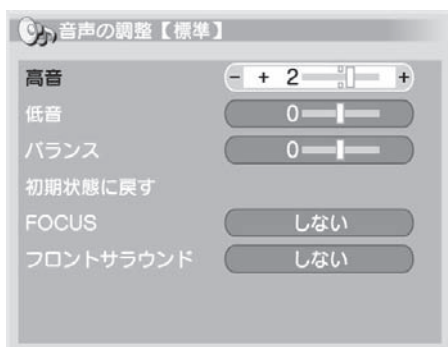 音声の調整【標準】
高音 - + 2 +
低音 0
バランス 0
初期状態に戻す
FOCUS しない
フロントサラウンド しない